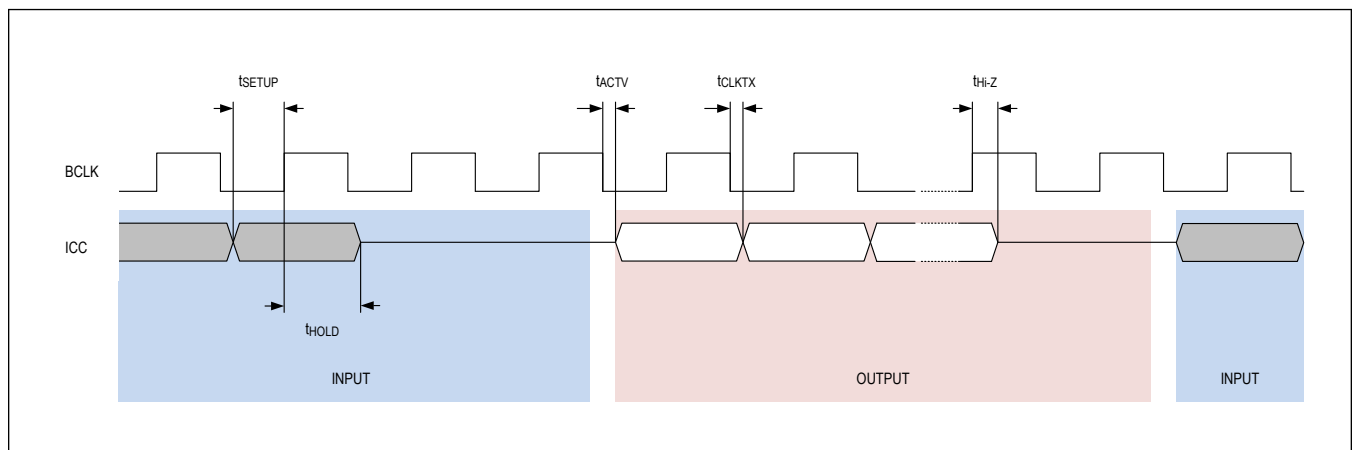 tSETUP
tACTV
tCLKTX
tHi-Z
BCLK
ICC
tHOLD
INPUT
OUTPUT
INPUT